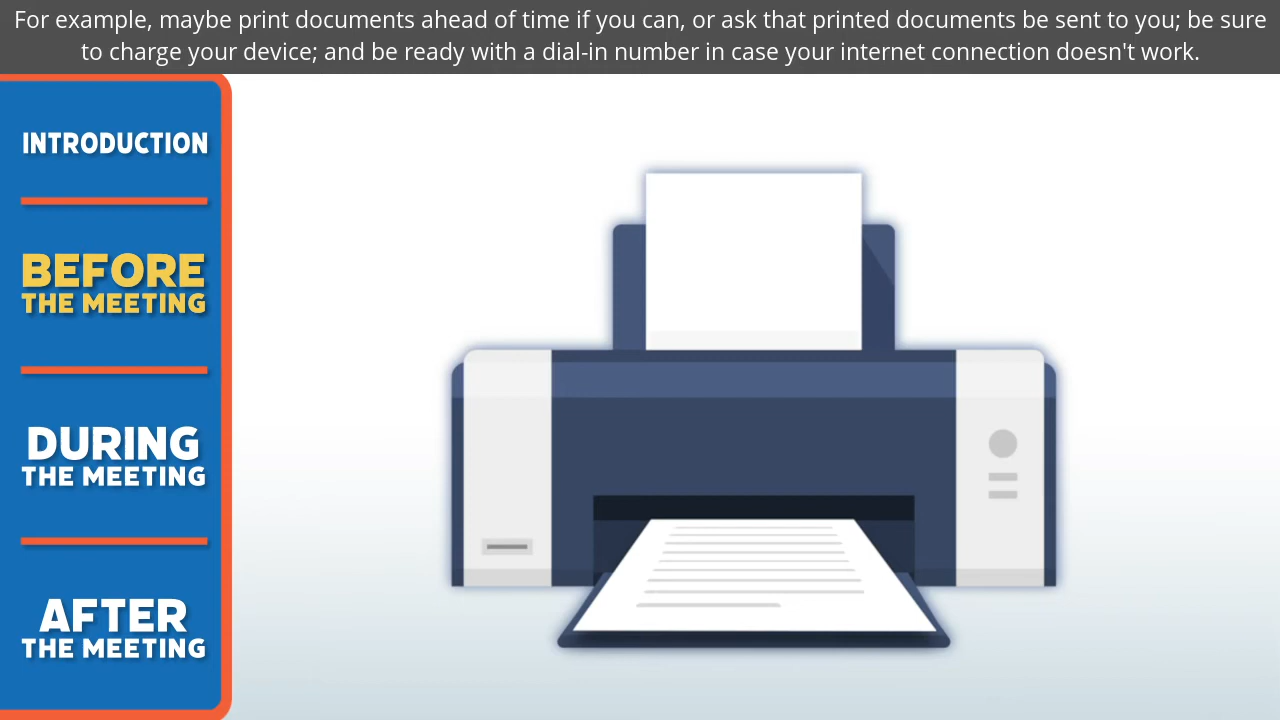 For example, maybe print documents ahead of time if you can, or ask that printed documents be sent to you; be sure
to charge your device; and be ready with a dial-in number in case your internet connection doesn't work.
INTRODUCTION
BEFORE
THE MEETING
DURING
THE MEETING
AFTER
THE MEETING